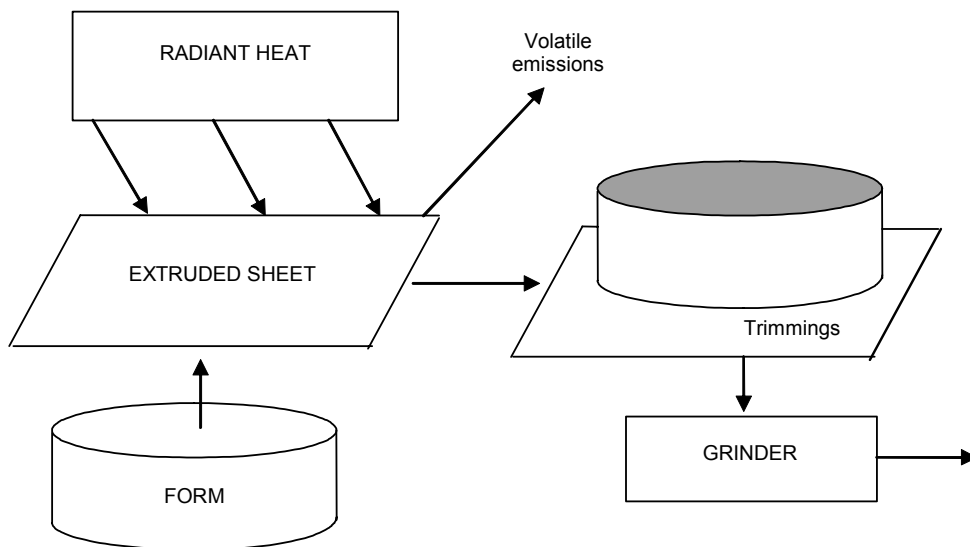 RADIANT HEAT
Volatile
emissions
EXTRUDED SHEET
Trimmings
FORM
GRINDER